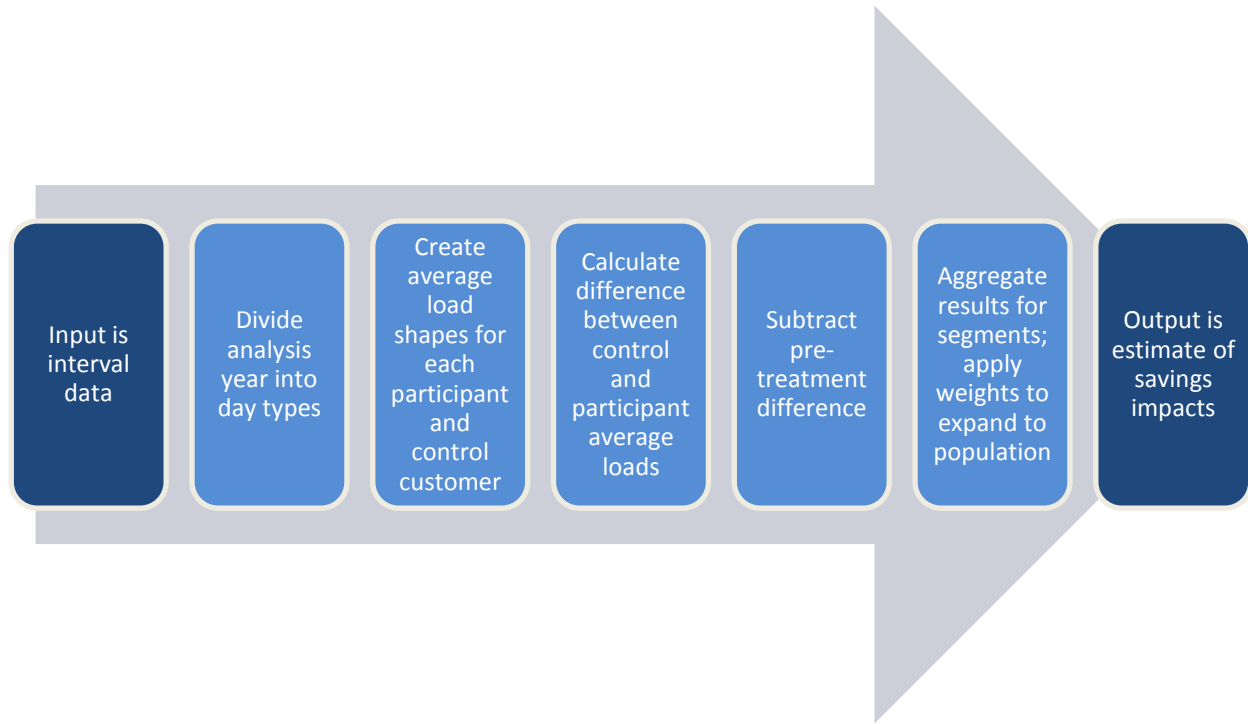 Input is
interval
data
Divide
analysis
year into
day types
Create
average
load
shapes for
each
participant
and
control
customer
Calculate
difference
between
control
and
participant
average
loads
Subtract
pre-
treatment
difference
Aggregate
results for
segments;
apply
weights to
expand to
population
Output is
estimate of
savings
impacts